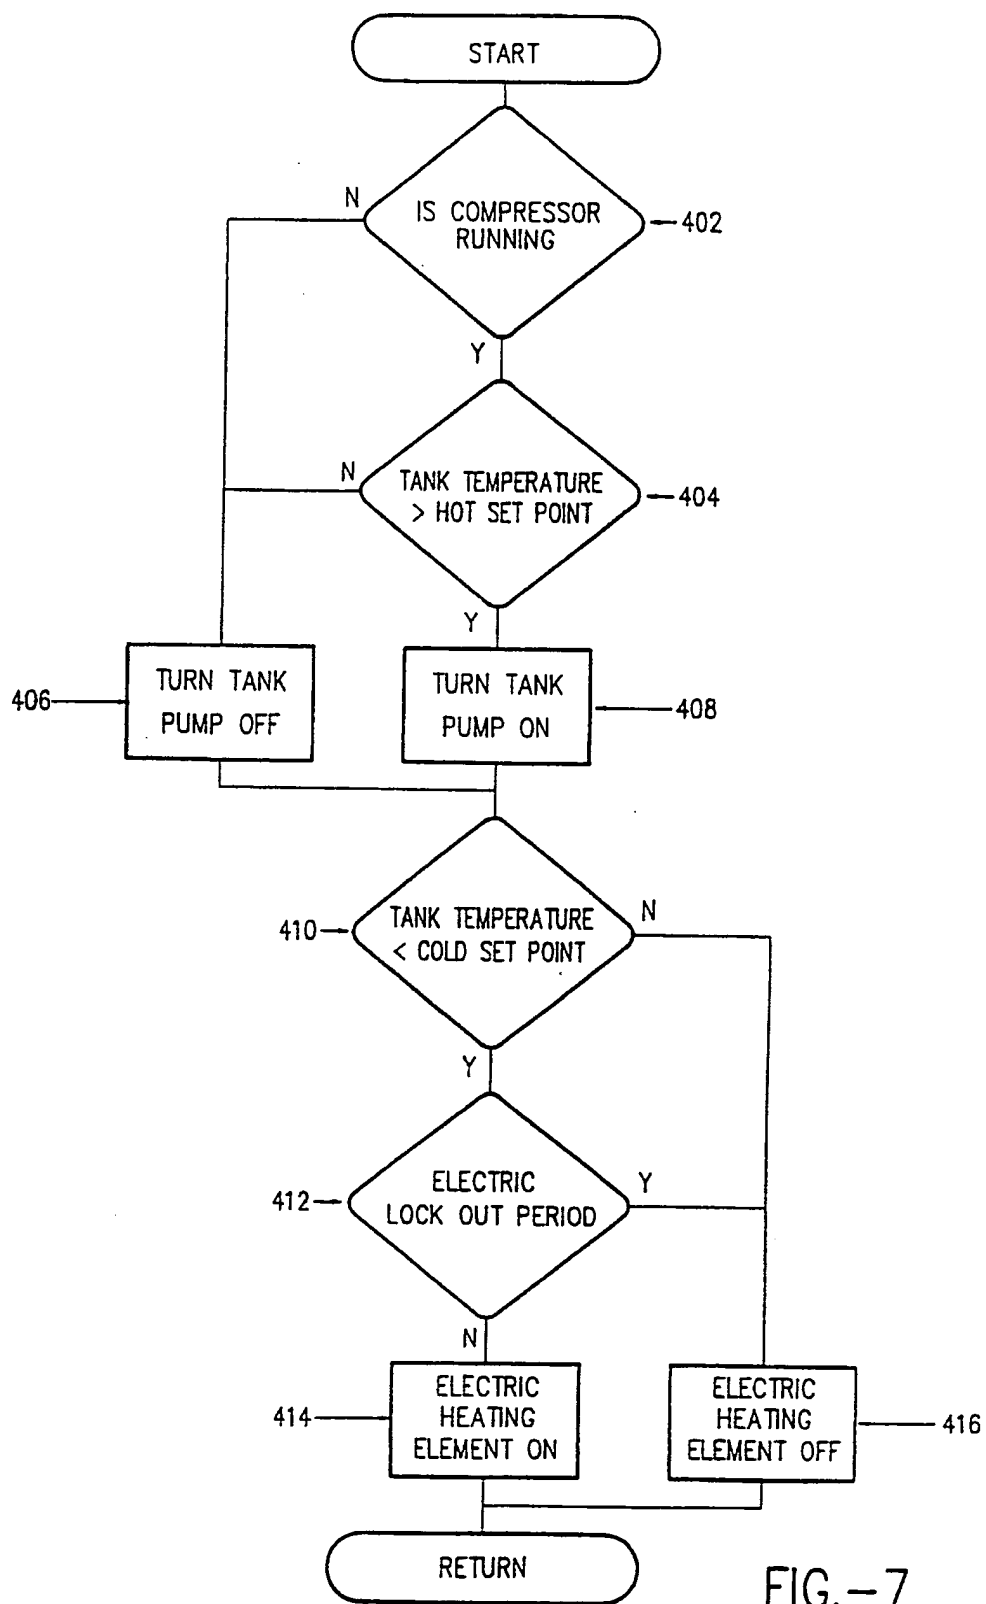 START
N
IS COMPRESSOR
RUNNING
402
Y
N
TANK TEMPERATURE
> HOT SET POINT
404
Y
406
TURN TANK
PUMP OFF
TURN TANK
PUMP ON
408
410
TANK TEMPERATURE
< COLD SET POINT
N
Y
412
ELECTRIC
LOCK OUT PERIOD
Y
N
414
ELECTRIC
HEATING
ELEMENT ON
ELECTRIC
HEATING
ELEMENT OFF
416
RETURN
FIG.-7